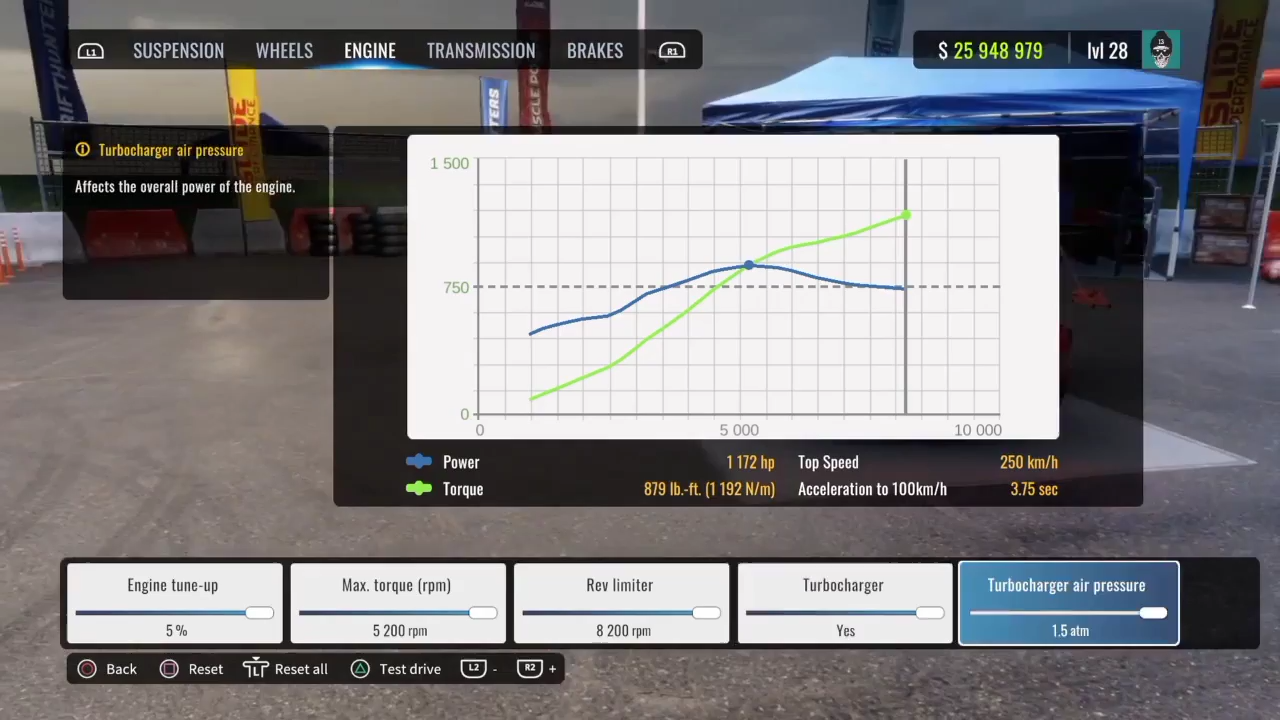 L1 SUSPENSION WHEELS ENGINE TRANSMISSION BRAKES R1
$ 25 948 979 lvl 28
Turbocharger air pressure
Affects the overall power of the engine.
1 500
750
0
0 5 000 10 000
Power 1 172 hp Top Speed 250 km/h
Torque 879 lb.-ft. (1 192 N/m) Acceleration to 100km/h 3.75 sec
Engine tune-up
5 %
Max. torque (rpm)
5 200 rpm
Rev limiter
8 200 rpm
Turbocharger
Yes
Turbocharger air pressure
1.5 atm
Back Reset Reset all Test drive L2 - R2 +
SLIDE
PERFORMANCE